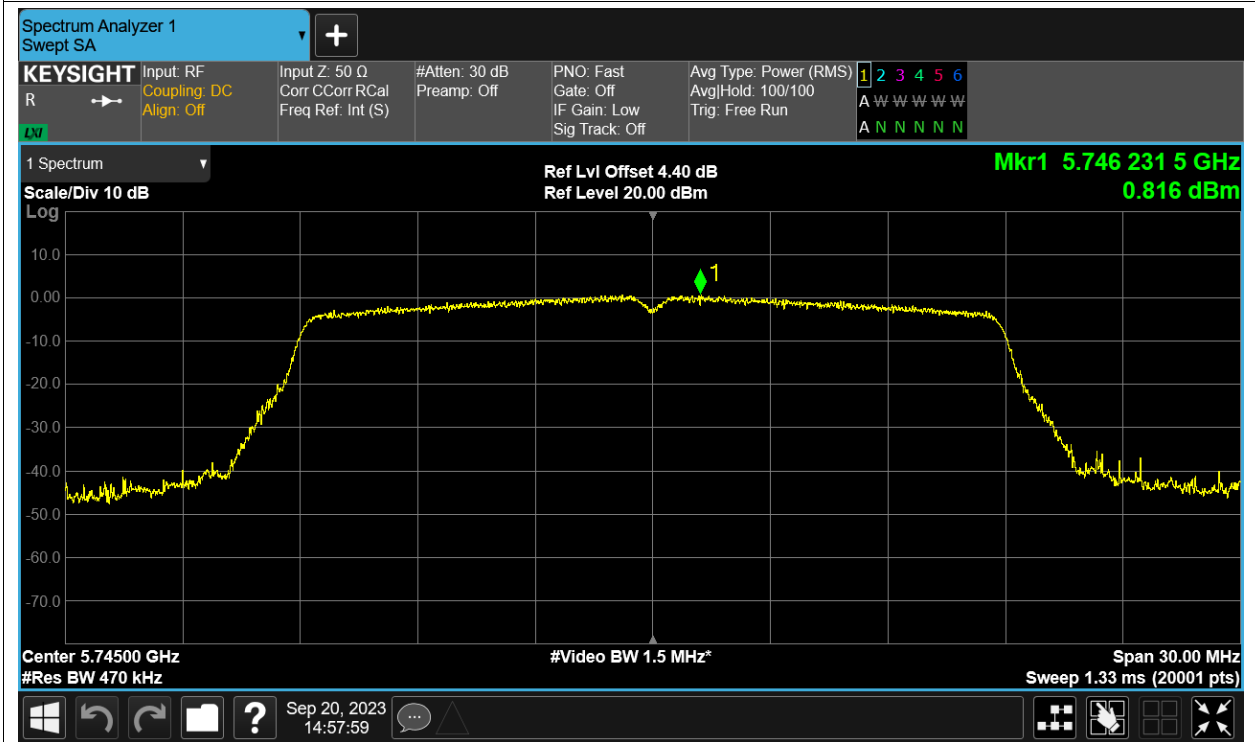 Spectrum Analyzer 1
Swept SA
KEYSIGHT
R
LXI
Input: RF
Coupling: DC
Align: Off
Input Z: 50 Ω
Corr CCorr RCal
Freq Ref: Int (S)
#Atten: 30 dB
Preamp: Off
PNO: Fast
Gate: Off
IF Gain: Low
Sig Track: Off
Avg Type: Power (RMS)
Avg|Hold: 100/100
Trig: Free Run
1 2 3 4 5 6
A W W W W W
A N N N N N
1 Spectrum
Scale/Div 10 dB
Log
Ref Lvl Offset 4.40 dB
Ref Level 20.00 dBm
Mkr1 5.746 231 5 GHz
0.816 dBm
10.0
0.00
-10.0
-20.0
-30.0
-40.0
-50.0
-60.0
-70.0
1
Center 5.74500 GHz
#Res BW 470 kHz
#Video BW 1.5 MHz*
Span 30.00 MHz
Sweep 1.33 ms (20001 pts)
?
Sep 20, 2023
14:57:59